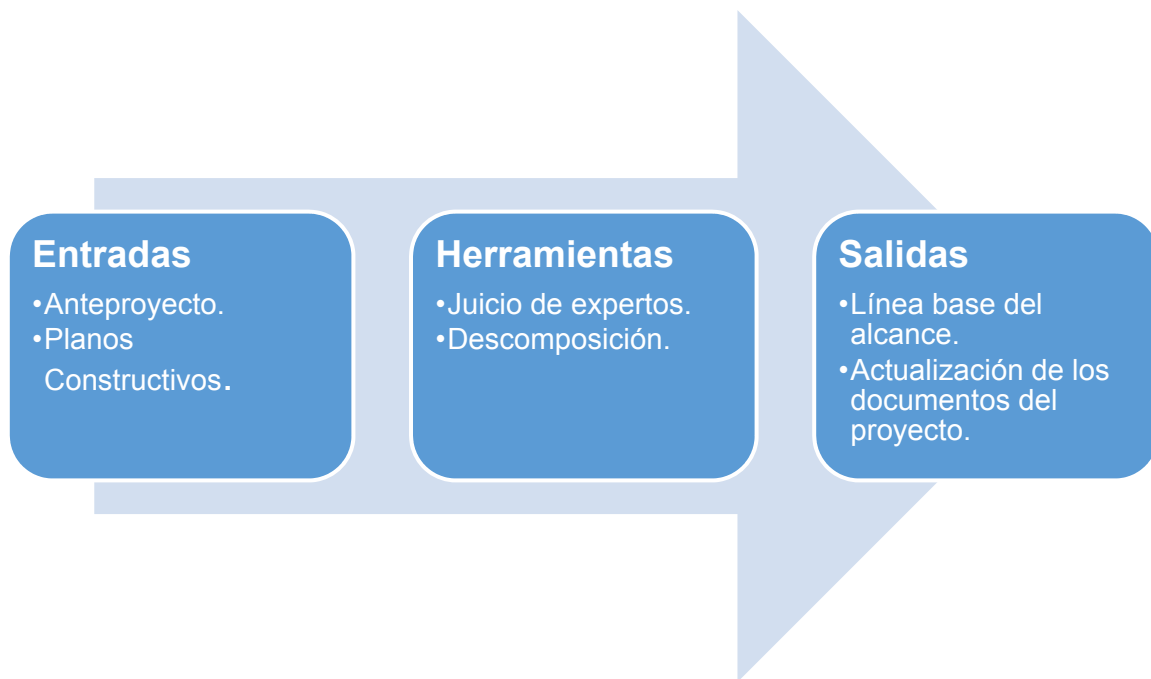 Entradas
•Anteproyecto.
•Planos
Constructivos.
Herramientas
•Juicio de expertos.
•Descomposición.
Salidas
•Línea base del
alcance.
•Actualización de los
documentos del
proyecto.